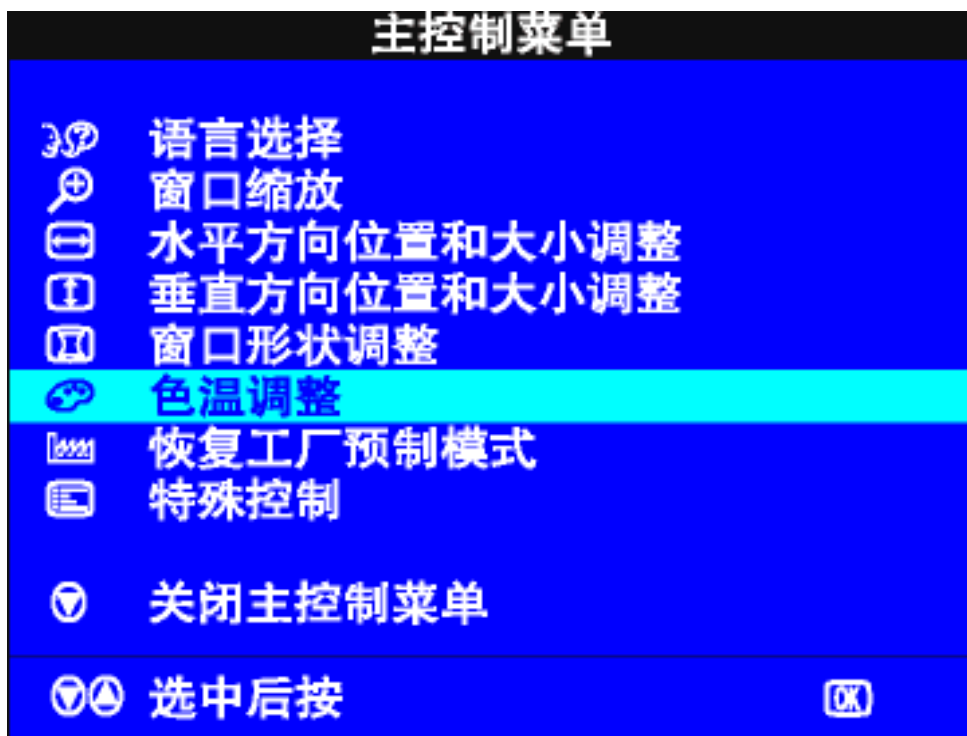 主控制菜单
语言选择
窗口缩放
水平方向位置和大小调整
垂直方向位置和大小调整
窗口形状调整
色温调整
恢复工厂预制模式
特殊控制
关闭主控制菜单
选中后按 OK